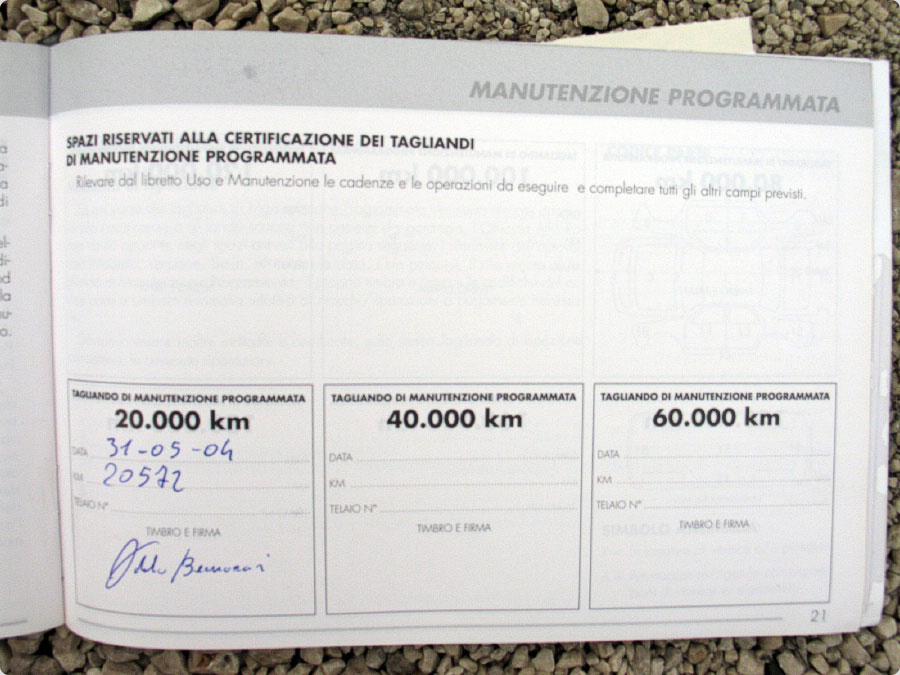 MANUTENZIONE PROGRAMMATA
SPAZI RISERVATI ALLA CERTIFICAZIONE DEI TAGLIANDI
DI MANUTENZIONE PROGRAMMATA
Rilevare dal libretto Uso e Manutenzione le cadenze e le operazioni da eseguire e completare tutti gli altri campi previsti.
TAGLIANDO DI MANUTENZIONE PROGRAMMATA
20.000 km
DATA 31-05-04
KM 20572
TELAIO N°
TIMBRO E FIRMA
TAGLIANDO DI MANUTENZIONE PROGRAMMATA
40.000 km
DATA
KM
TELAIO N°
TIMBRO E FIRMA
TAGLIANDO DI MANUTENZIONE PROGRAMMATA
60.000 km
DATA
KM
TELAIO N°
TIMBRO E FIRMA
21